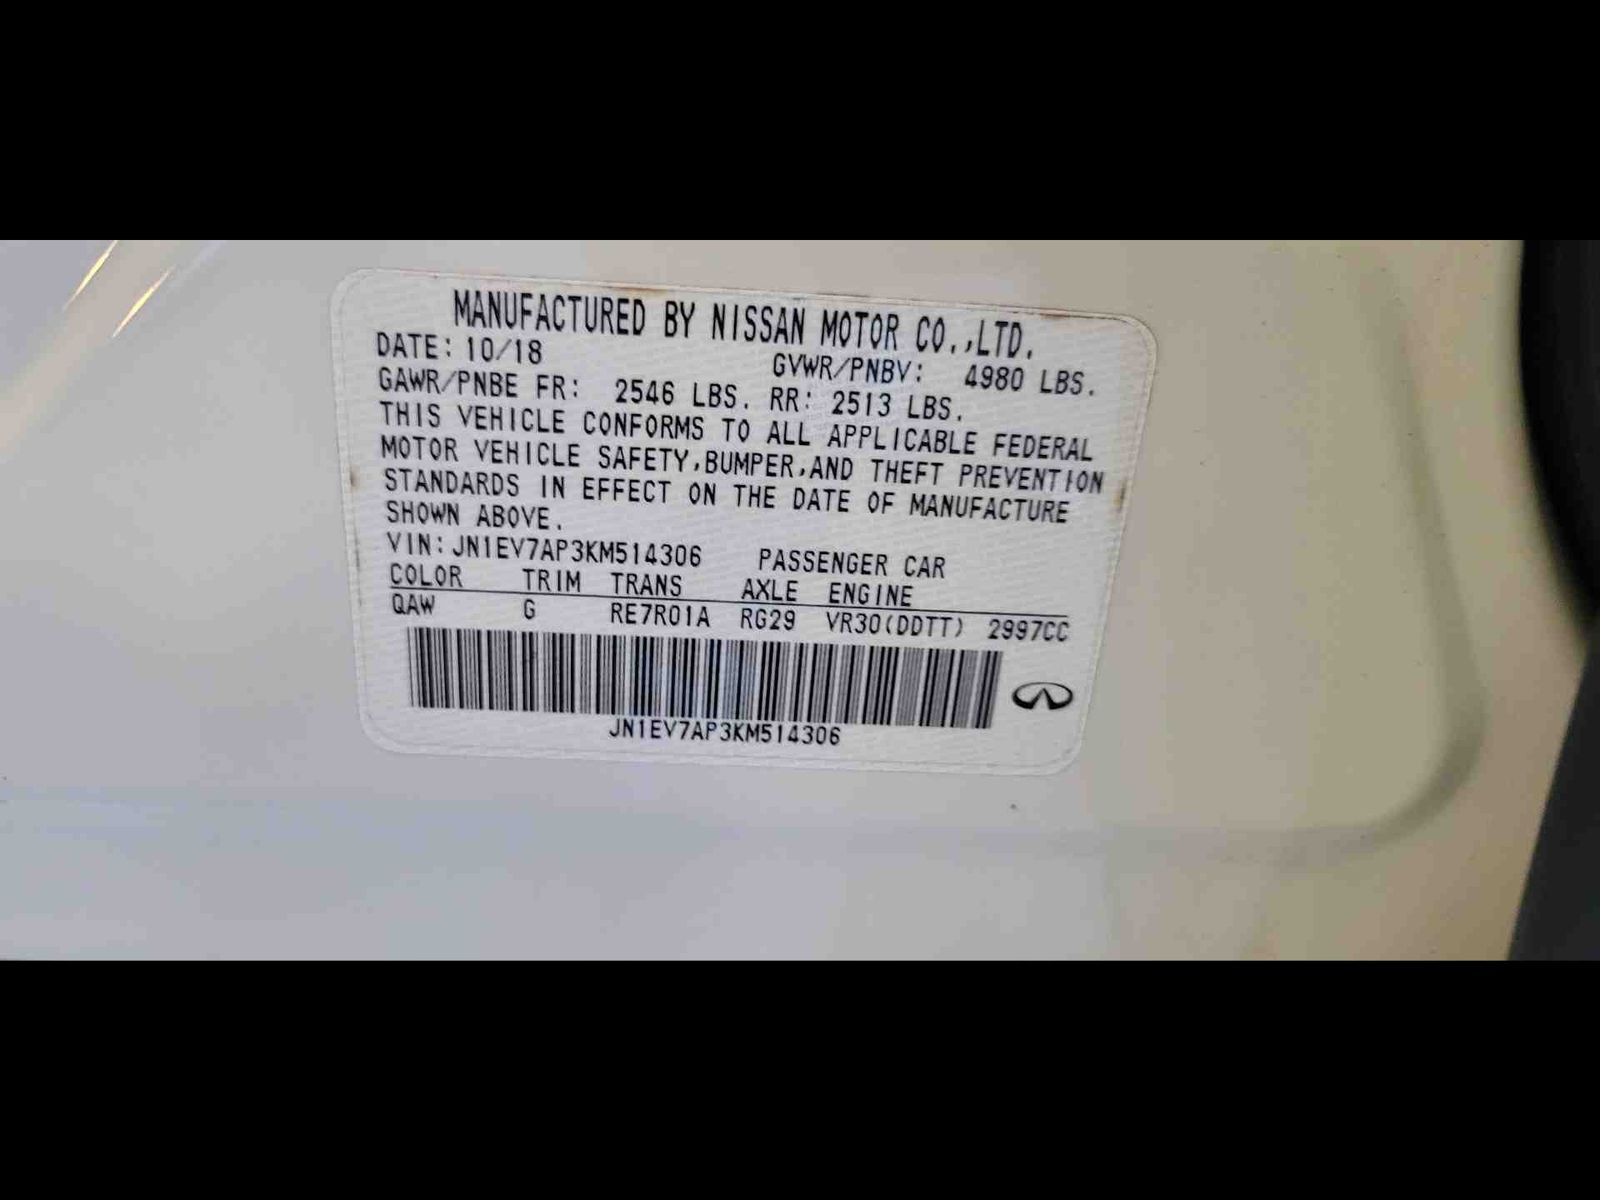 MANUFACTURED BY NISSAN MOTOR CO.,LTD.
DATE: 10/18 GVWR/PNBV: 4980 LBS.
GAWR/PNBE FR: 2546 LBS. RR: 2513 LBS.
THIS VEHICLE CONFORMS TO ALL APPLICABLE FEDERAL
MOTOR VEHICLE SAFETY,BUMPER,AND THEFT PREVENTION
STANDARDS IN EFFECT ON THE DATE OF MANUFACTURE
SHOWN ABOVE.
VIN:JN1EV7AP3KM514306 PASSENGER CAR
COLOR TRIM TRANS AXLE ENGINE
QAW G RE7R01A RG29 VR30(DDTT) 2997CC
JN1EV7AP3KM514306